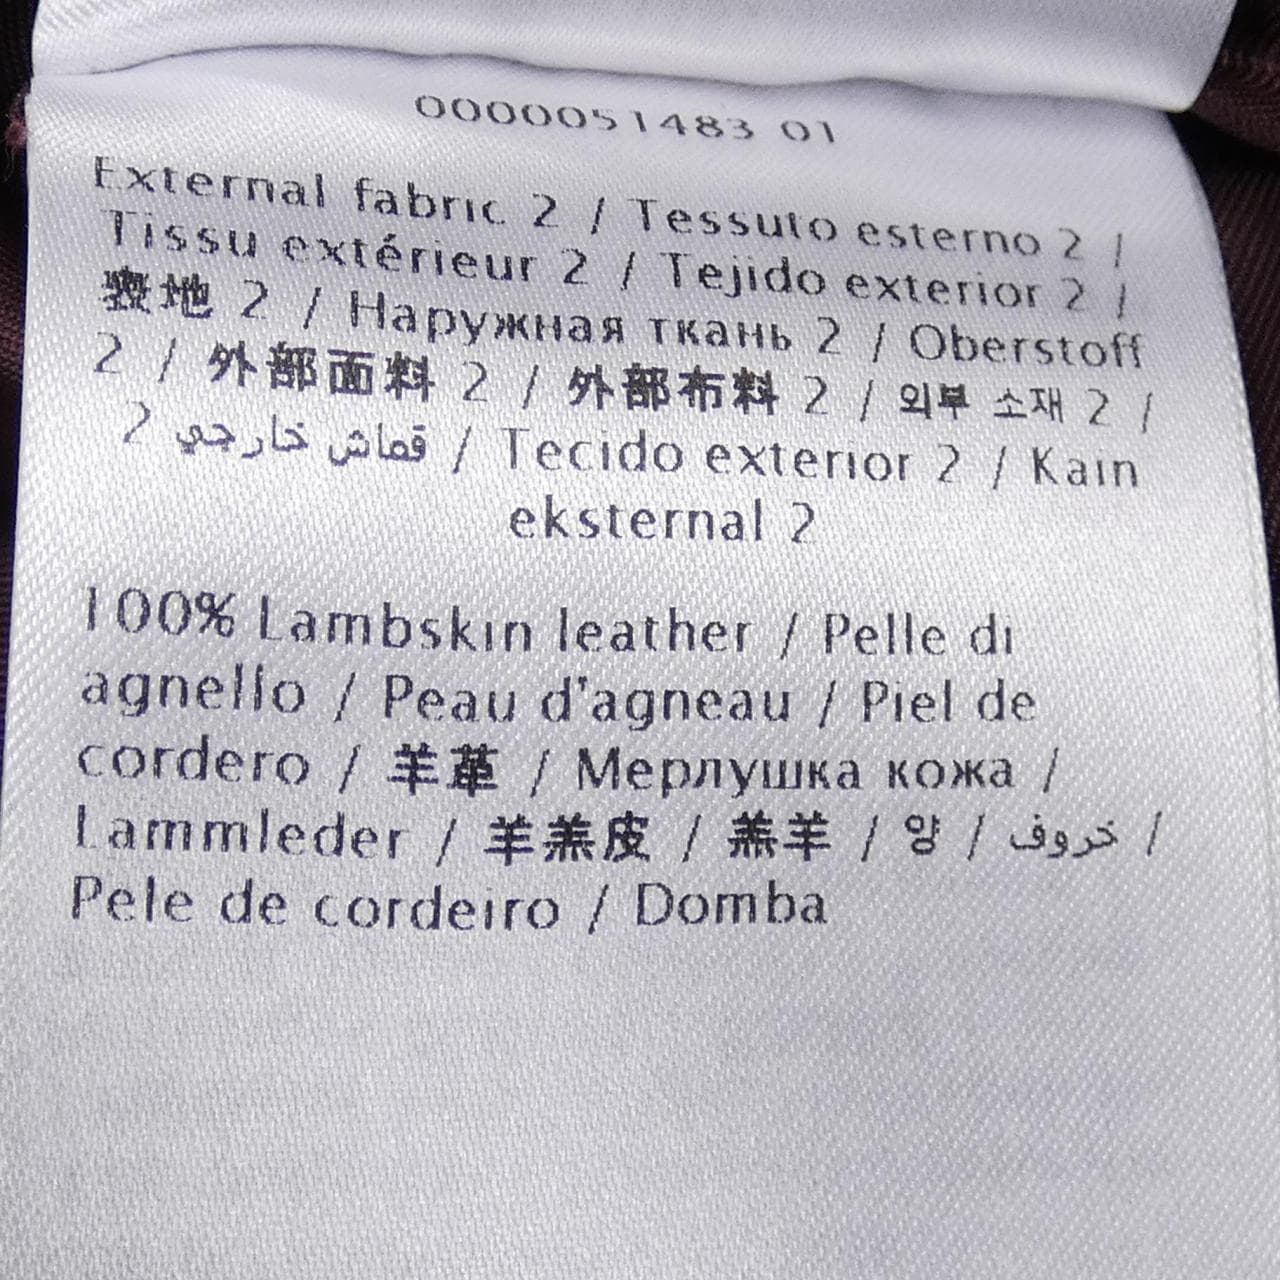 0000051483 01
External fabric 2 / Tessuto esterno 2 /
Tissu extérieur 2 / Tejido exterior 2 /
表地 2 / Наружная ткань 2 / Oberstoff
2 / 外部面料 2 / 外部布料 2 / 외부 소재 2 /
قماش خارجي 2 / Tecido exterior 2 / Kain
eksternal 2
100% Lambskin leather / Pelle di
agnello / Peau d'agneau / Piel de
cordero / 羊革 / Мерлушка кожа /
Lammleder / 羊羔皮 / 羔羊 / 양 / خروف /
Pele de cordeiro / Domba